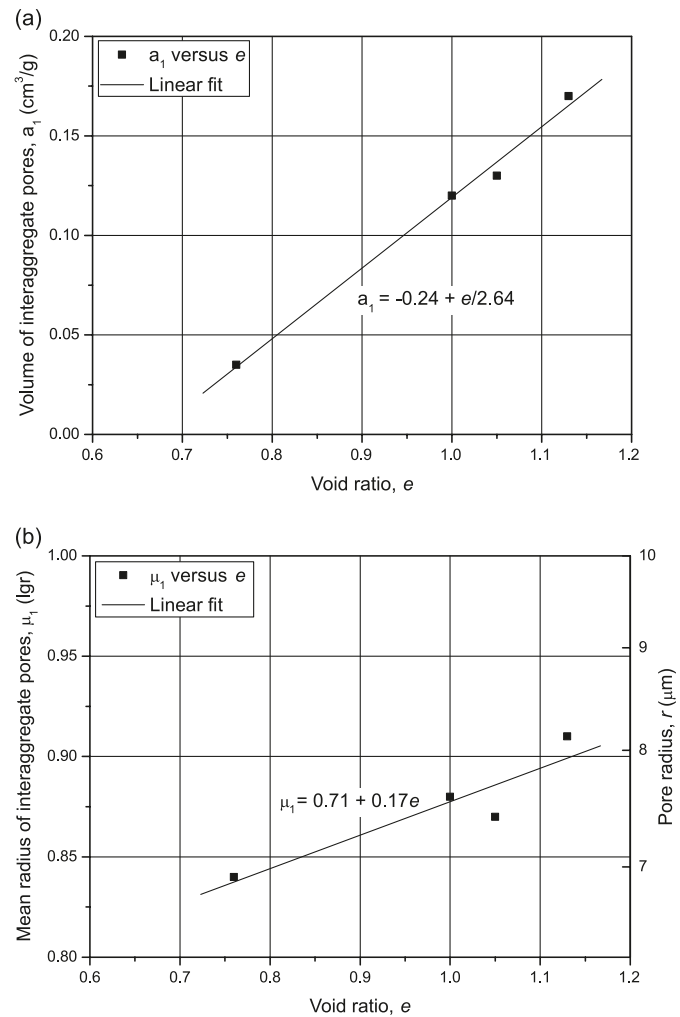 (a)
0.20
0.15
0.10
0.05
0.00
0.6 0.7 0.8 0.9 1.0 1.1 1.2
Volume of interaggregate pores, a₁ (cm³/g)
Void ratio, e
a₁ versus e
Linear fit
a₁ = -0.24 + e/2.64
(b)
1.00
0.95
0.90
0.85
0.80
0.6 0.7 0.8 0.9 1.0 1.1 1.2
Mean radius of interaggregate pores, μ₁ (lgr)
Void ratio, e
μ₁ versus e
Linear fit
μ₁= 0.71 + 0.17e
10
9
8
7
Pore radius, r (μm)